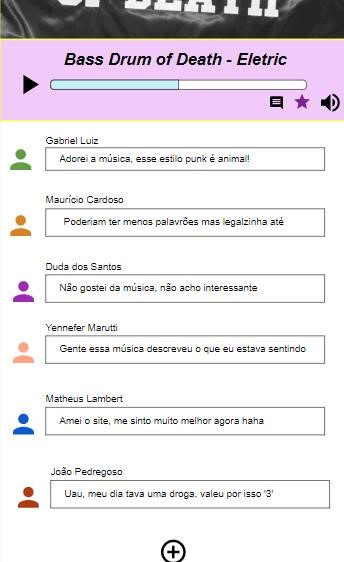 OF DEATH
Bass Drum of Death - Eletric
Gabriel Luiz
Adorei a música, esse estilo punk é animal!
Maurício Cardoso
Poderiam ter menos palavrões mas legalzinha até
Duda dos Santos
Não gostei da música, não acho interessante
Yennefer Marutti
Gente essa música descreveu o que eu estava sentindo
Matheus Lambert
Amei o site, me sinto muito melhor agora haha
João Pedregoso
Uau, meu dia tava uma droga, valeu por isso '3'